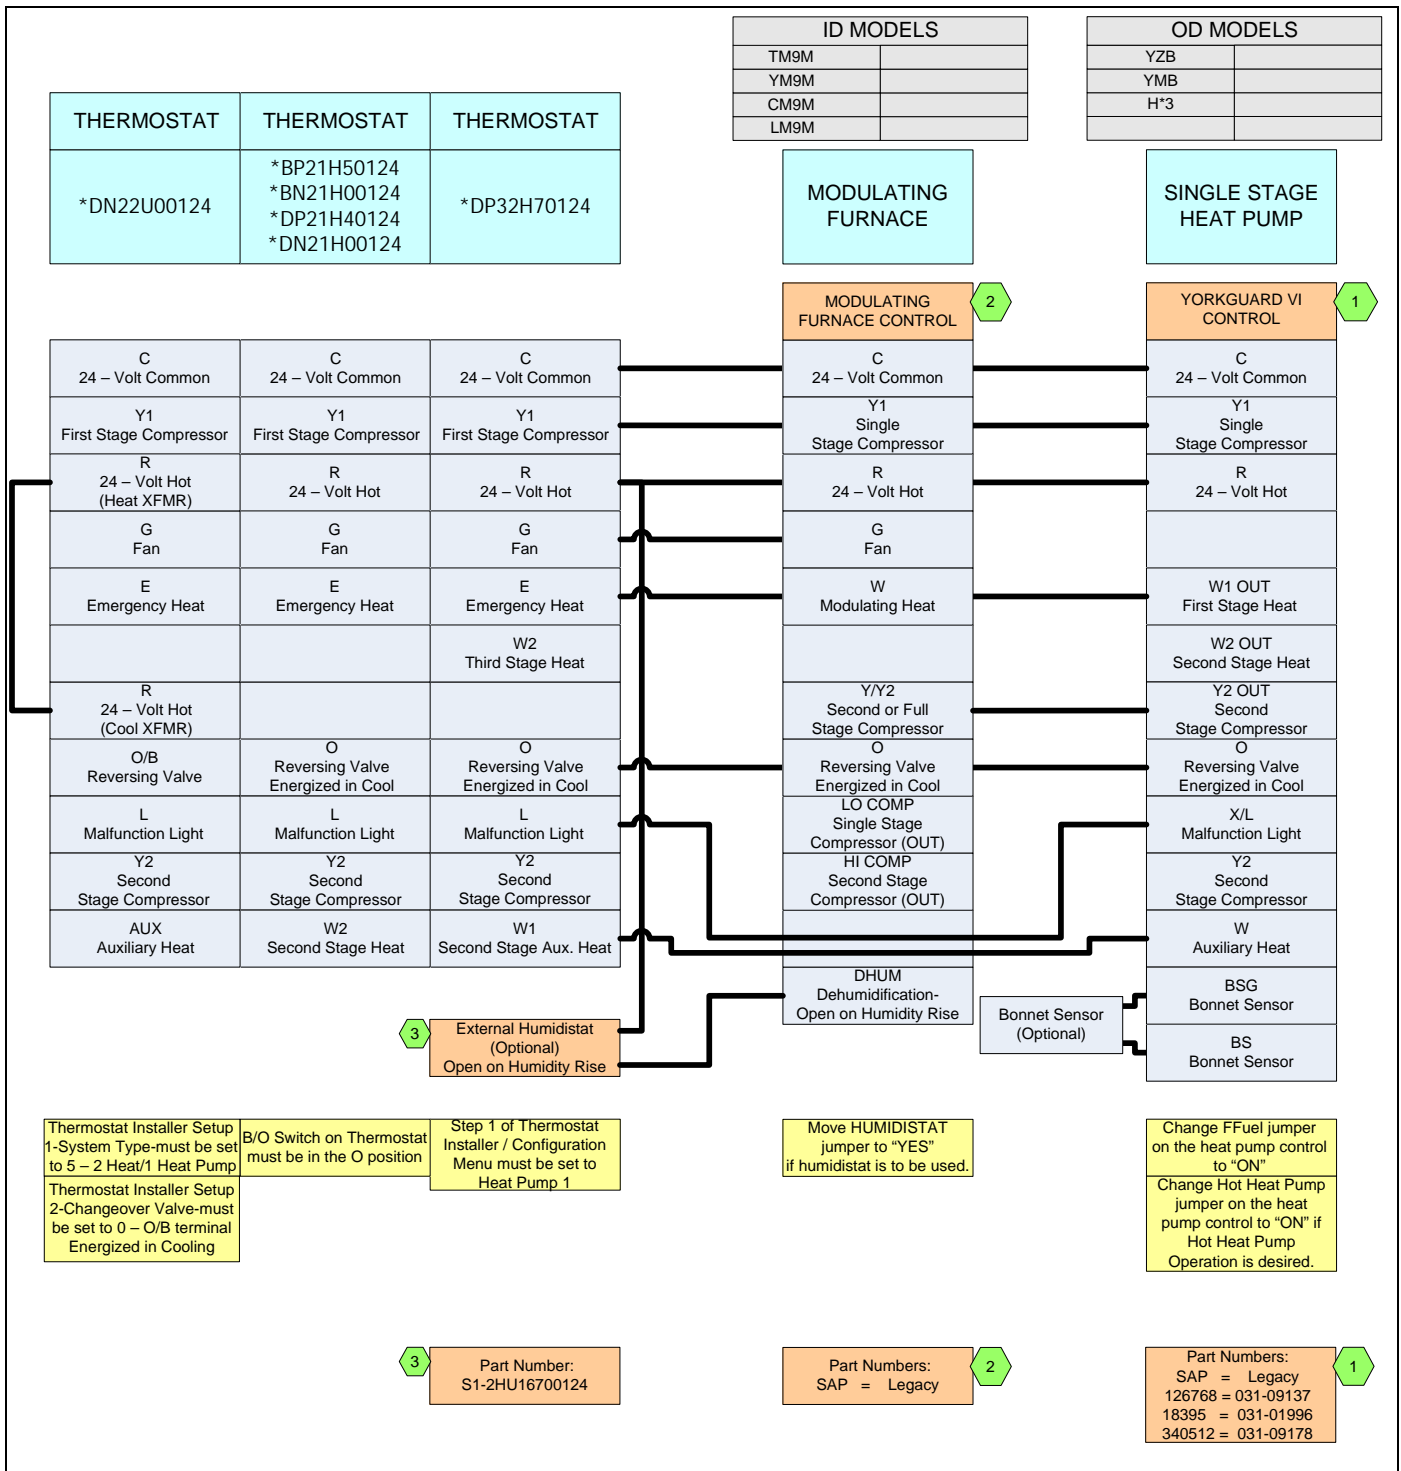 ID MODELS
TM9M
YM9M
CM9M
LM9M
OD MODELS
YZB
YMB
H*3
THERMOSTAT
*DN22U00124
THERMOSTAT
*BP21H50124
*BN21H00124
*DP21H40124
*DN21H00124
THERMOSTAT
*DP32H70124
MODULATING
FURNACE
SINGLE STAGE
HEAT PUMP
MODULATING
FURNACE CONTROL
2
YORKGUARD VI
CONTROL
1
C
24 – Volt Common
Y1
First Stage Compressor
R
24 – Volt Hot
(Heat XFMR)
G
Fan
E
Emergency Heat
R
24 – Volt Hot
(Cool XFMR)
O/B
Reversing Valve
L
Malfunction Light
Y2
Second
Stage Compressor
AUX
Auxiliary Heat
C
24 – Volt Common
Y1
First Stage Compressor
R
24 – Volt Hot
G
Fan
E
Emergency Heat
O
Reversing Valve
Energized in Cool
L
Malfunction Light
Y2
Second
Stage Compressor
W2
Second Stage Heat
C
24 – Volt Common
Y1
First Stage Compressor
R
24 – Volt Hot
G
Fan
E
Emergency Heat
W2
Third Stage Heat
O
Reversing Valve
Energized in Cool
L
Malfunction Light
Y2
Second
Stage Compressor
W1
Second Stage Aux. Heat
3
External Humidistat
(Optional)
Open on Humidity Rise
C
24 – Volt Common
Y1
Single
Stage Compressor
R
24 – Volt Hot
G
Fan
W
Modulating Heat
Y/Y2
Second or Full
Stage Compressor
O
Reversing Valve
Energized in Cool
LO COMP
Single Stage
Compressor (OUT)
HI COMP
Second Stage
Compressor (OUT)
DHUM
Dehumidification-
Open on Humidity Rise
C
24 – Volt Common
Y1
Single
Stage Compressor
R
24 – Volt Hot
W1 OUT
First Stage Heat
W2 OUT
Second Stage Heat
Y2 OUT
Second
Stage Compressor
O
Reversing Valve
Energized in Cool
X/L
Malfunction Light
Y2
Second
Stage Compressor
W
Auxiliary Heat
BSG
Bonnet Sensor
BS
Bonnet Sensor
Bonnet Sensor
(Optional)
Thermostat Installer Setup
1-System Type-must be set
to 5 – 2 Heat/1 Heat Pump
Thermostat Installer Setup
2-Changeover Valve-must
be set to 0 – O/B terminal
Energized in Cooling
B/O Switch on Thermostat
must be in the O position
Step 1 of Thermostat
Installer / Configuration
Menu must be set to
Heat Pump 1
Move HUMIDISTAT
jumper to “YES”
if humidistat is to be used.
Change FFuel jumper
on the heat pump control
to “ON”
Change Hot Heat Pump
jumper on the heat
pump control to “ON” if
Hot Heat Pump
Operation is desired.
3
Part Number:
S1-2HU16700124
Part Numbers:
SAP = Legacy
2
Part Numbers:
SAP = Legacy
126768 = 031-09137
18395 = 031-01996
340512 = 031-09178
1